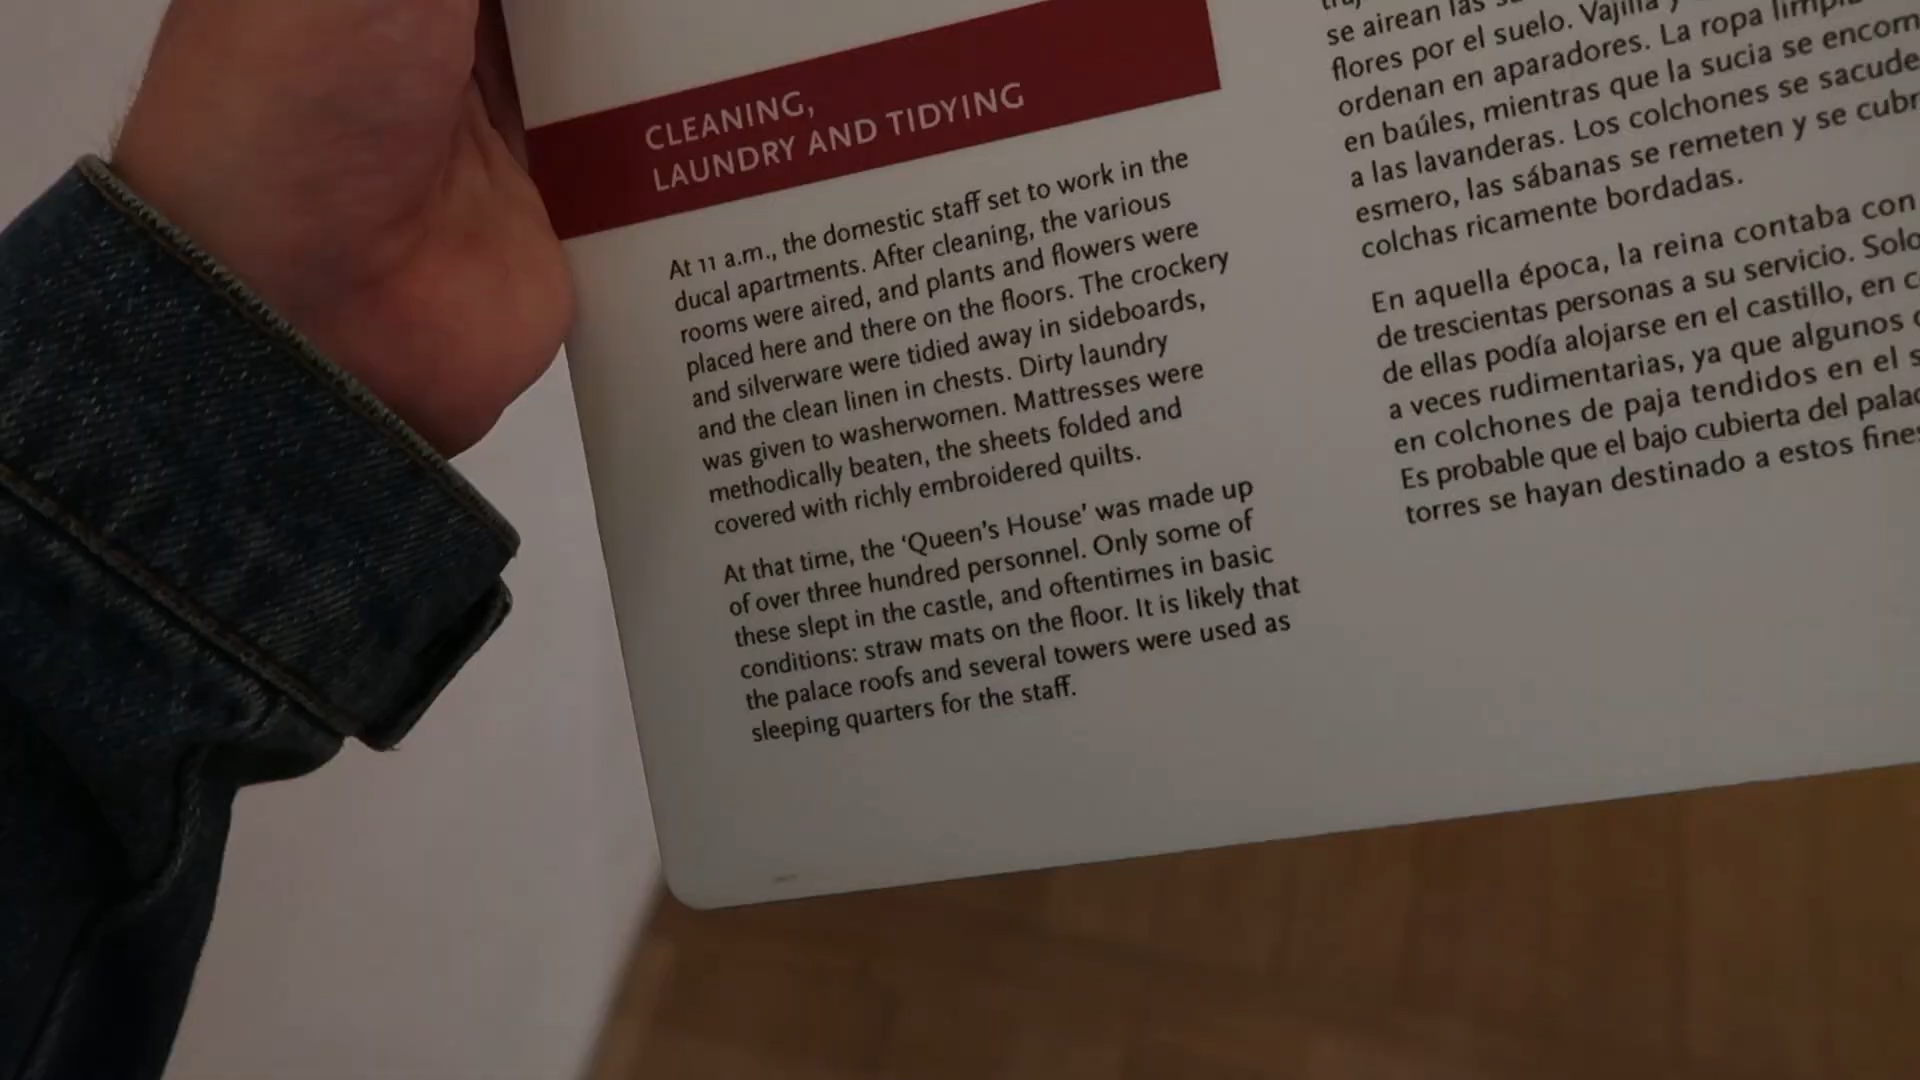 CLEANING,
LAUNDRY AND TIDYING
At 11 a.m., the domestic staff set to work in the
ducal apartments. After cleaning, the various
rooms were aired, and plants and flowers were
placed here and there on the floors. The crockery
and silverware were tidied away in sideboards,
and the clean linen in chests. Dirty laundry
was given to washerwomen. Mattresses were
methodically beaten, the sheets folded and
covered with richly embroidered quilts.
At that time, the ‘Queen’s House’ was made up
of over three hundred personnel. Only some of
these slept in the castle, and oftentimes in basic
conditions: straw mats on the floor. It is likely that
the palace roofs and several towers were used as
sleeping quarters for the staff.
se airean las
flores por el suelo. Vajilla y
ordenan en aparadores. La ropa limpia
en baúles, mientras que la sucia se
a las lavanderas. Los colchones se
esmero, las sábanas se remeten y se
colchas ricamente bordadas.
En aquella época, la reina contaba con
de trescientas personas a su servicio. Solo
de ellas podía alojarse en el castillo, en
a veces rudimentarias, ya que algunos
en colchones de paja tendidos en el
Es probable que el bajo cubierta del
torres se hayan destinado a estos